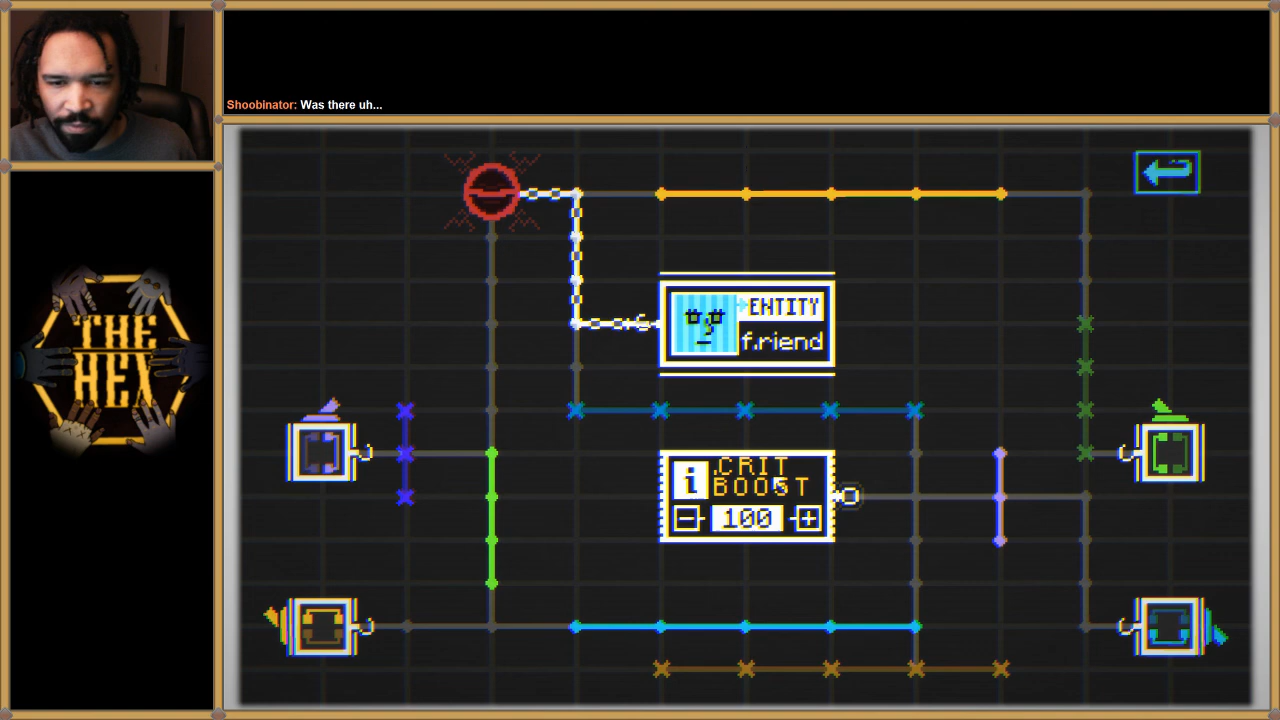 Shoobinator: Was there uh...
ENTITY
f.riend
.CRIT
BOOST
i
100
THE
HEX